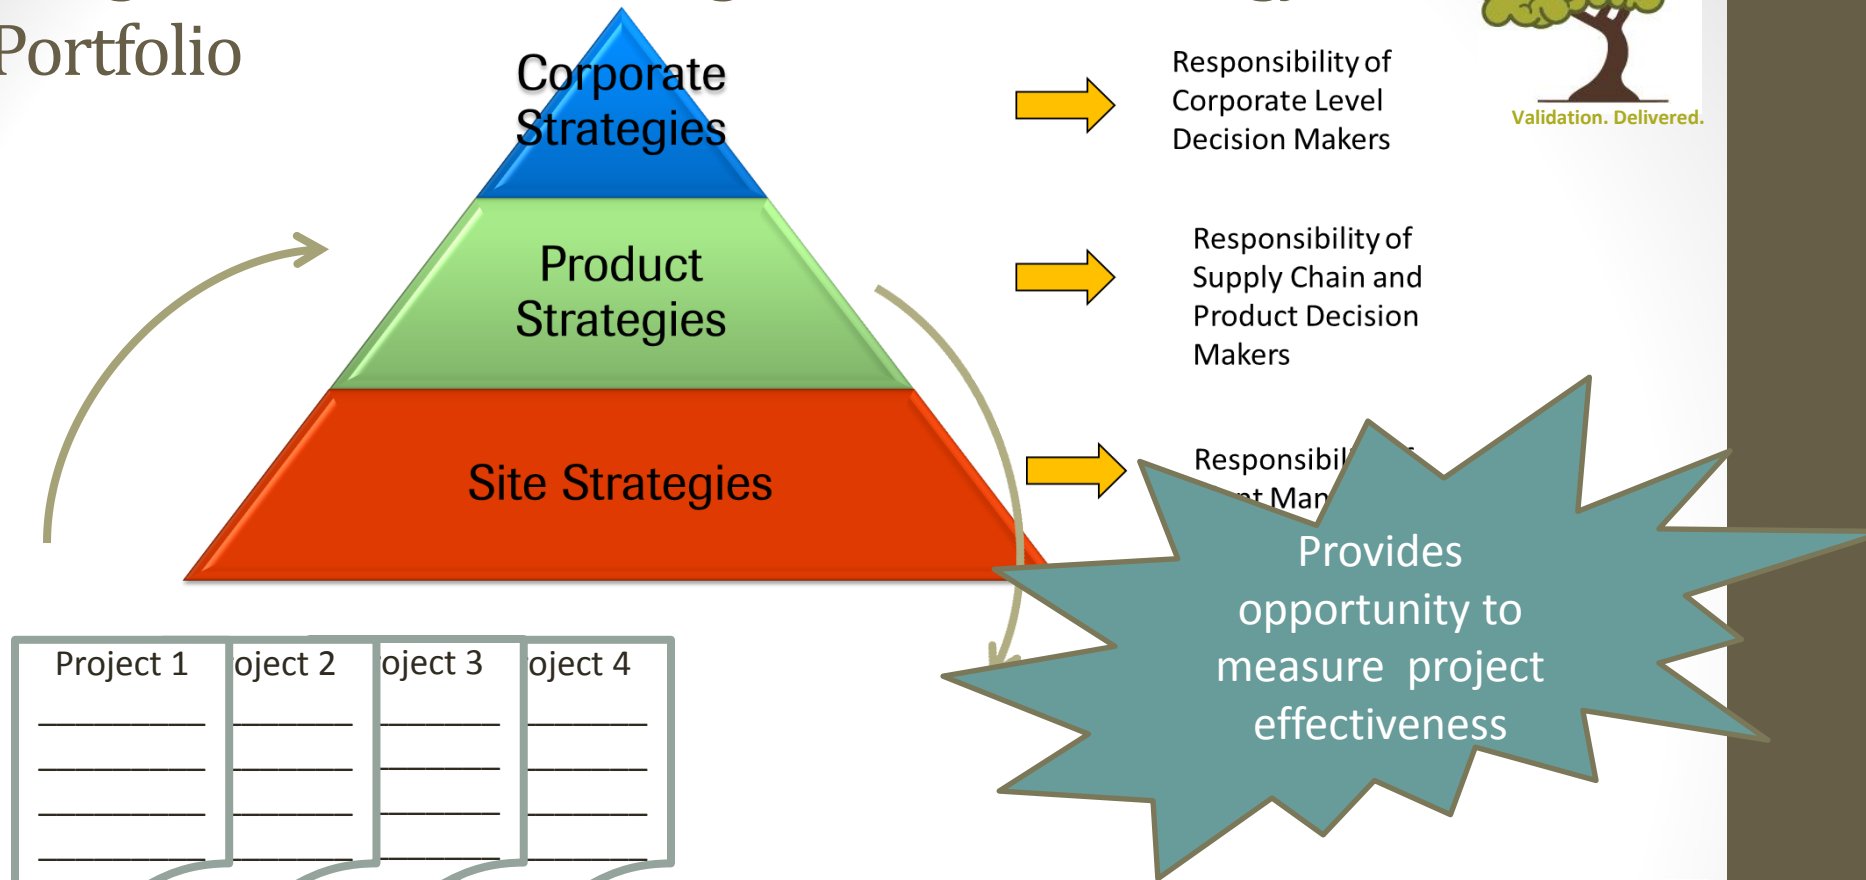 Portfolio
Corporate
Strategies
Product
Strategies
Site Strategies
Responsibility of
Corporate Level
Decision Makers
Validation. Delivered.
Responsibility of
Supply Chain and
Product Decision
Makers
Provides
opportunity to
measure project
effectiveness
Project 1
oject 2
oject 3
oject 4